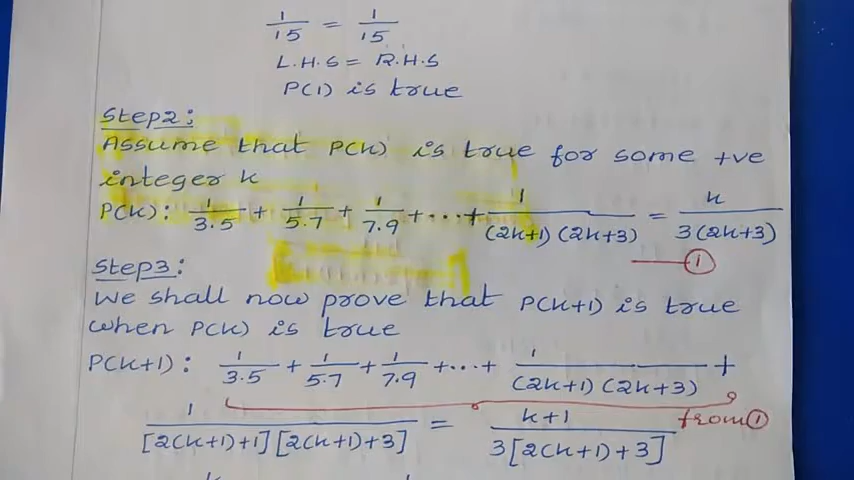 1/15 = 1/15
L.H.S = R.H.S
P(1) is true
Step2:
Assume that P(k) is true for some +ve
integer k
P(k): 1/3.5 + 1/5.7 + 1/7.9 + ... + 1/(2k+1)(2k+3) = k/3(2k+3)
①
Step3:
We shall now prove that P(k+1) is true
when P(k) is true
P(k+1): 1/3.5 + 1/5.7 + 1/7.9 + ... + 1/(2k+1)(2k+3) +
1/[2(k+1)+1][2(k+1)+3] = k+1/3[2(k+1)+3] from①